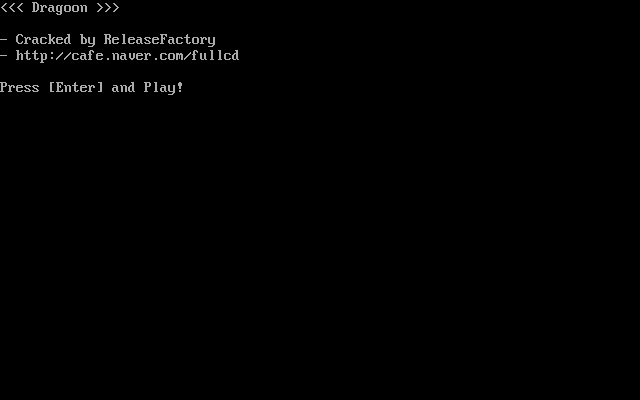 <<< Dragoon >>>
- Cracked by ReleaseFactory
- http://cafe.naver.com/fullcd
Press [Enter] and Play!